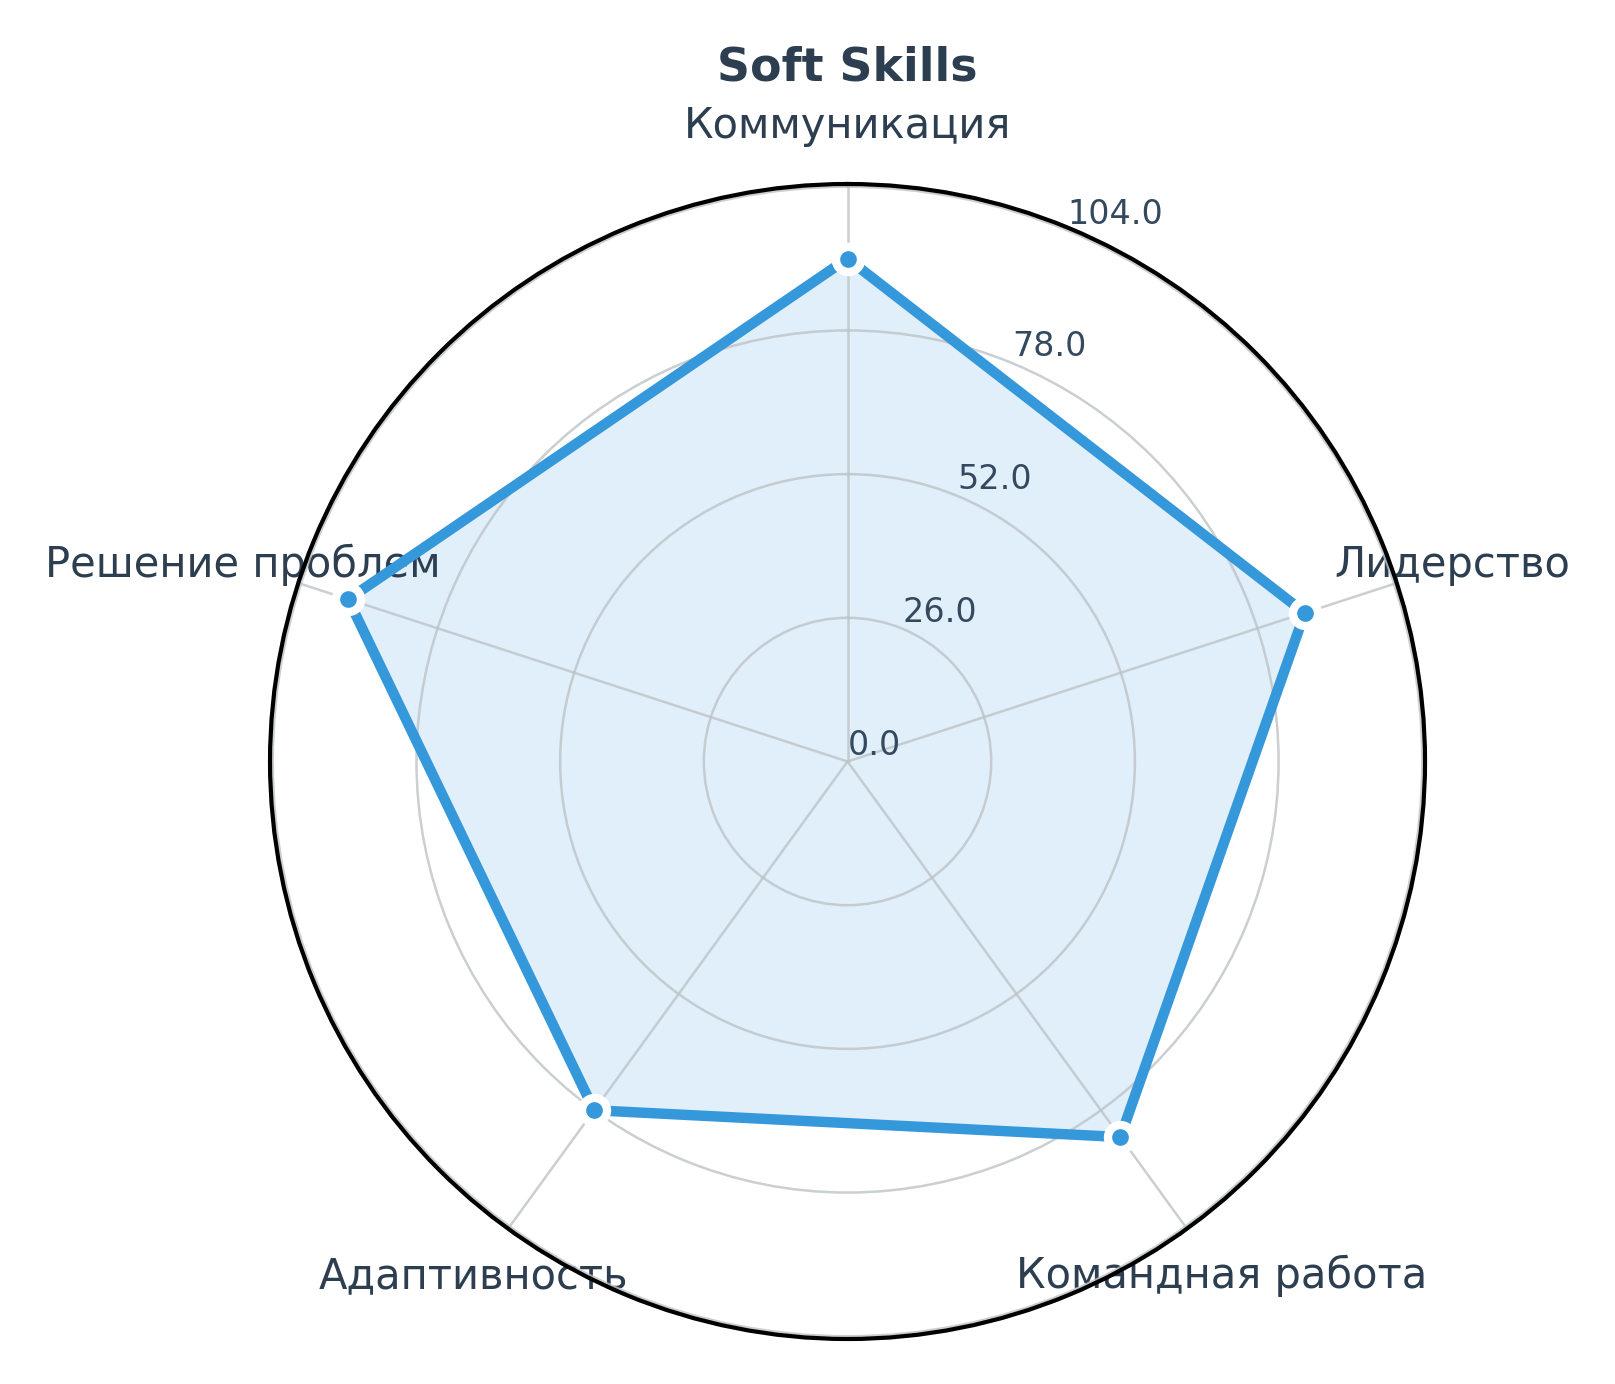 Soft Skills
Коммуникация
104.0
78.0
52.0
Решение проблем
Лидерство
26.0
0.0
Адаптивность
Командная работа